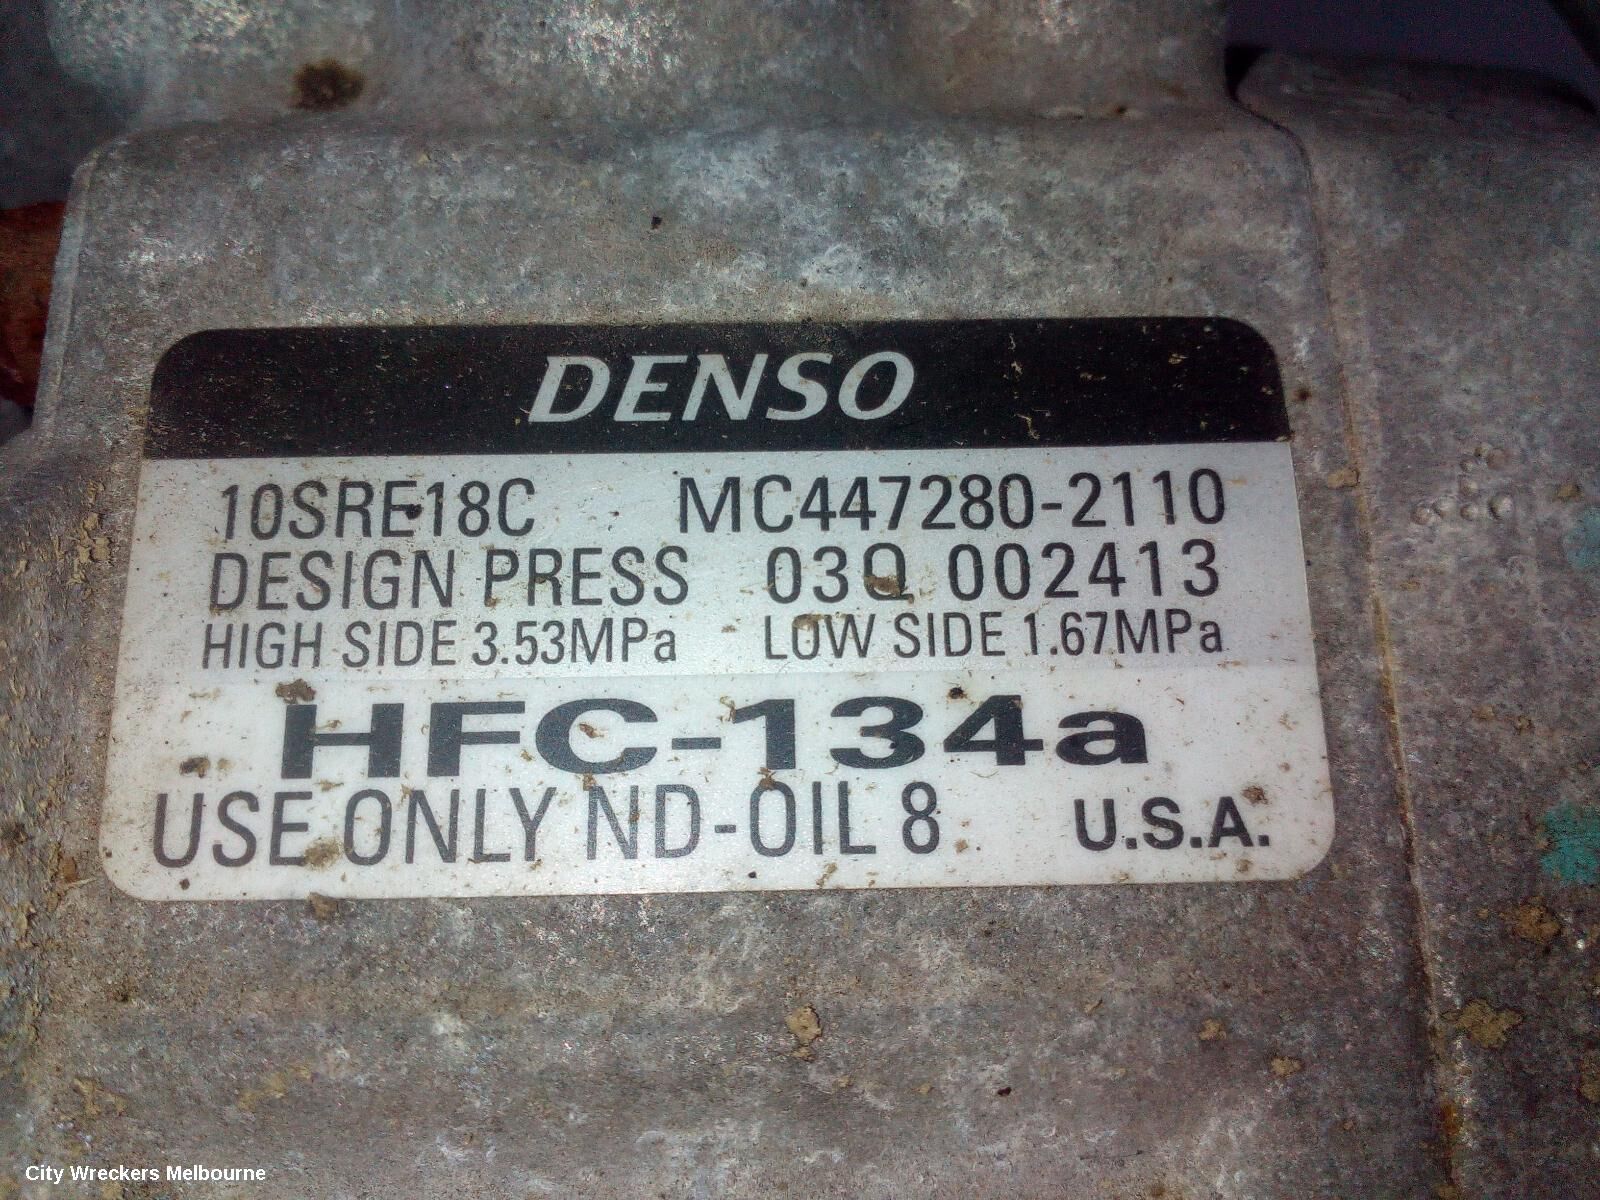 DENSO
10SRE18C MC447280-2110
DESIGN PRESS 03Q 002413
HIGH SIDE 3.53MPa LOW SIDE 1.67MPa
HFC-134a
USE ONLY ND-OIL 8 U.S.A.
City Wreckers Melbourne